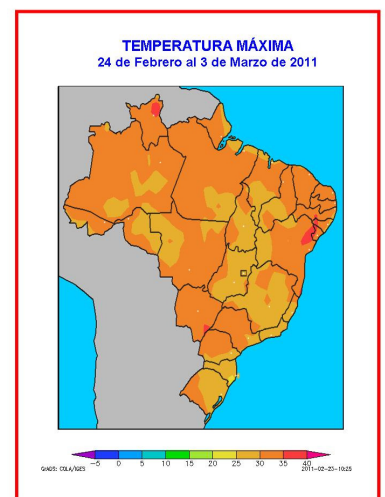 TEMPERATURA MÁXIMA
24 de Febrero al 3 de Marzo de 2011
-5 0 5 10 15 20 25 30 35 40
GrADS: COLA/IGES 2011-02-23-10:25